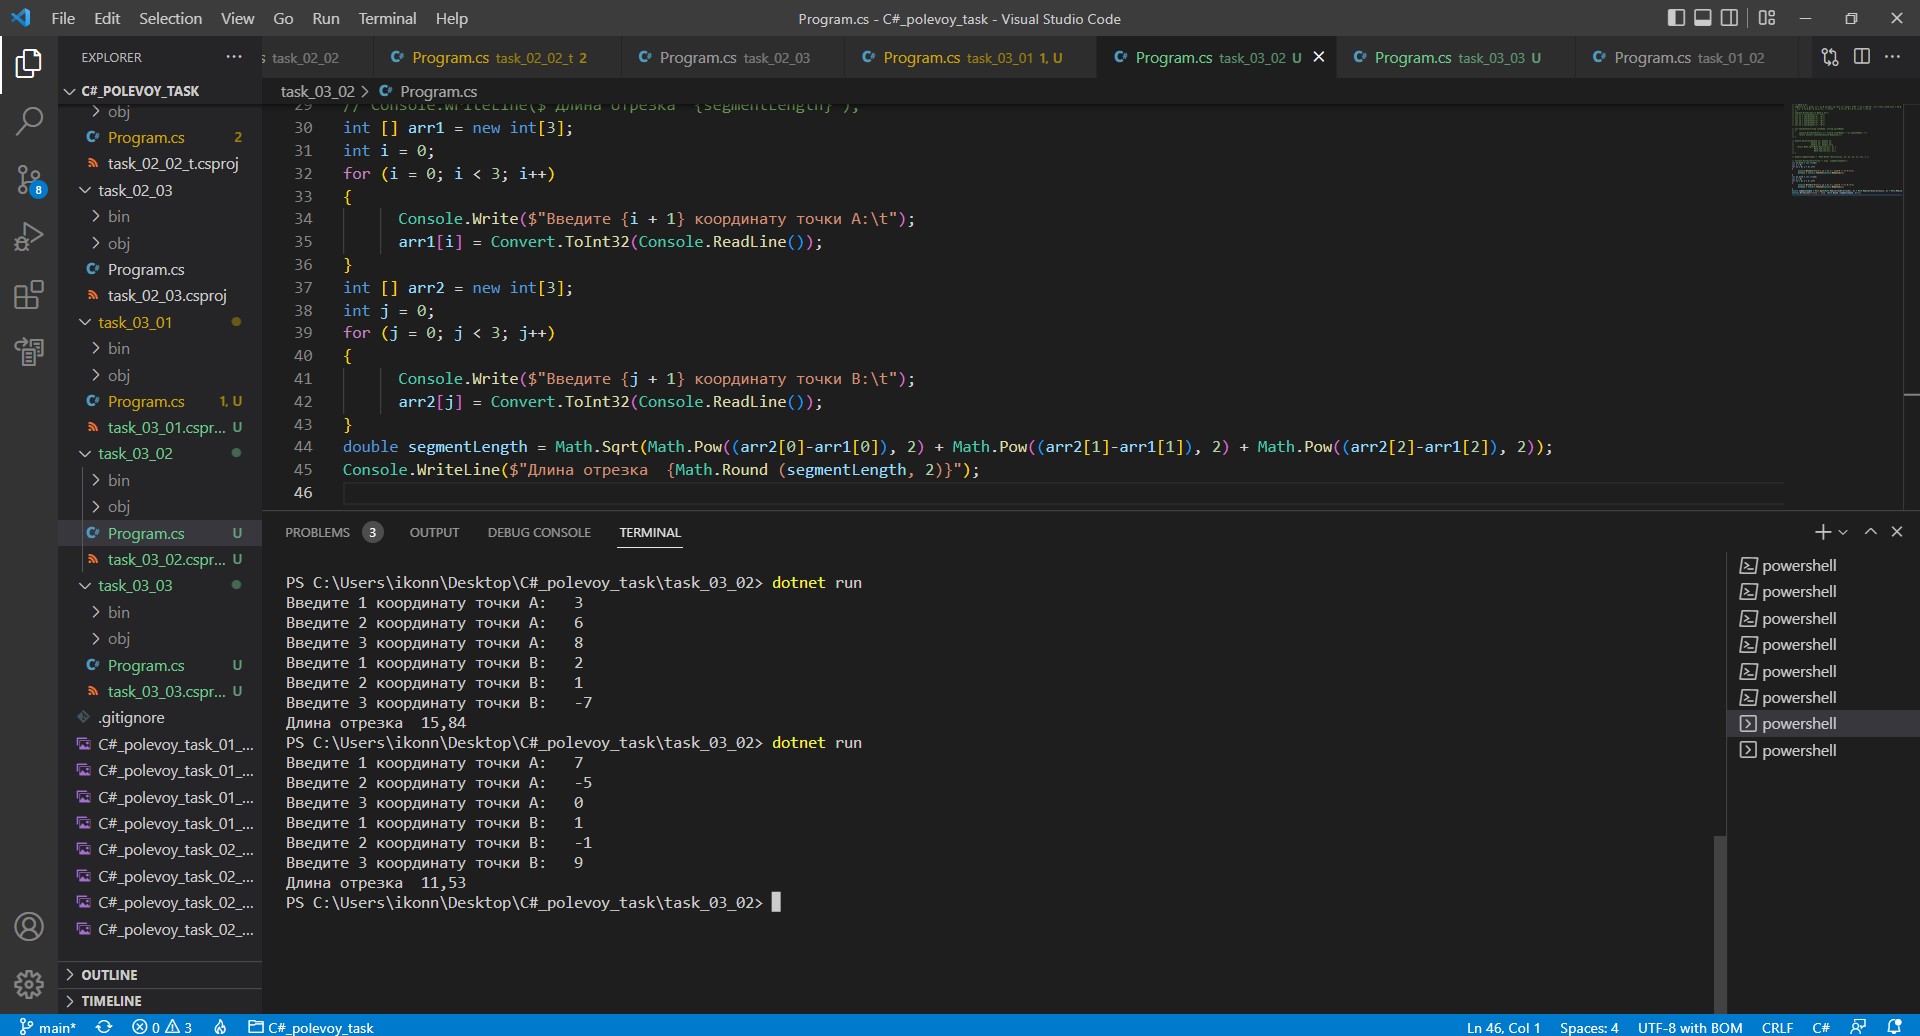 File Edit Selection View Go Run Terminal Help
Program.cs - C#_polevoy_task - Visual Studio Code
EXPLORER
task_02_02
Program.cs task_02_02_t 2
Program.cs task_02_03
Program.cs task_03_01 1, U
Program.cs task_03_02 U
Program.cs task_03_03 U
Program.cs task_01_02
C#_POLEVOY_TASK
obj
Program.cs 2
task_02_02_t.csproj
task_02_03
bin
obj
Program.cs
task_02_03.csproj
task_03_01
bin
obj
Program.cs 1, U
task_03_01.cspr... U
task_03_02
bin
obj
Program.cs U
task_03_02.cspr... U
task_03_03
bin
obj
Program.cs U
task_03_03.cspr... U
.gitignore
C#_polevoy_task_01_...
C#_polevoy_task_01_...
C#_polevoy_task_01_...
C#_polevoy_task_01_...
C#_polevoy_task_02_...
C#_polevoy_task_02_...
C#_polevoy_task_02_...
C#_polevoy_task_02_...
OUTLINE
TIMELINE
8
task_03_02 > Program.cs
29 // Console.WriteLine($"Длина отрезка  {segmentLength}");
30 int [] arr1 = new int[3];
31 int i = 0;
32 for (i = 0; i < 3; i++)
33 {
34 Console.Write($"Введите {i + 1} координату точки A:\t");
35 arr1[i] = Convert.ToInt32(Console.ReadLine());
36 }
37 int [] arr2 = new int[3];
38 int j = 0;
39 for (j = 0; j < 3; j++)
40 {
41 Console.Write($"Введите {j + 1} координату точки B:\t");
42 arr2[j] = Convert.ToInt32(Console.ReadLine());
43 }
44 double segmentLength = Math.Sqrt(Math.Pow((arr2[0]-arr1[0]), 2) + Math.Pow((arr2[1]-arr1[1]), 2) + Math.Pow((arr2[2]-arr1[2]), 2));
45 Console.WriteLine($"Длина отрезка  {Math.Round (segmentLength, 2)}");
46
PROBLEMS 3 OUTPUT DEBUG CONSOLE TERMINAL
PS C:\Users\ikonn\Desktop\C#_polevoy_task\task_03_02> dotnet run
Введите 1 координату точки A:   3
Введите 2 координату точки A:   6
Введите 3 координату точки A:   8
Введите 1 координату точки B:   2
Введите 2 координату точки B:   1
Введите 3 координату точки B:   -7
Длина отрезка  15,84
PS C:\Users\ikonn\Desktop\C#_polevoy_task\task_03_02> dotnet run
Введите 1 координату точки A:   7
Введите 2 координату точки A:   -5
Введите 3 координату точки A:   0
Введите 1 координату точки B:   1
Введите 2 координату точки B:   -1
Введите 3 координату точки B:   9
Длина отрезка  11,53
PS C:\Users\ikonn\Desktop\C#_polevoy_task\task_03_02>
powershell
powershell
powershell
powershell
powershell
powershell
powershell
powershell
main* 0 3 C#_polevoy_task
Ln 46, Col 1 Spaces: 4 UTF-8 with BOM CRLF C#